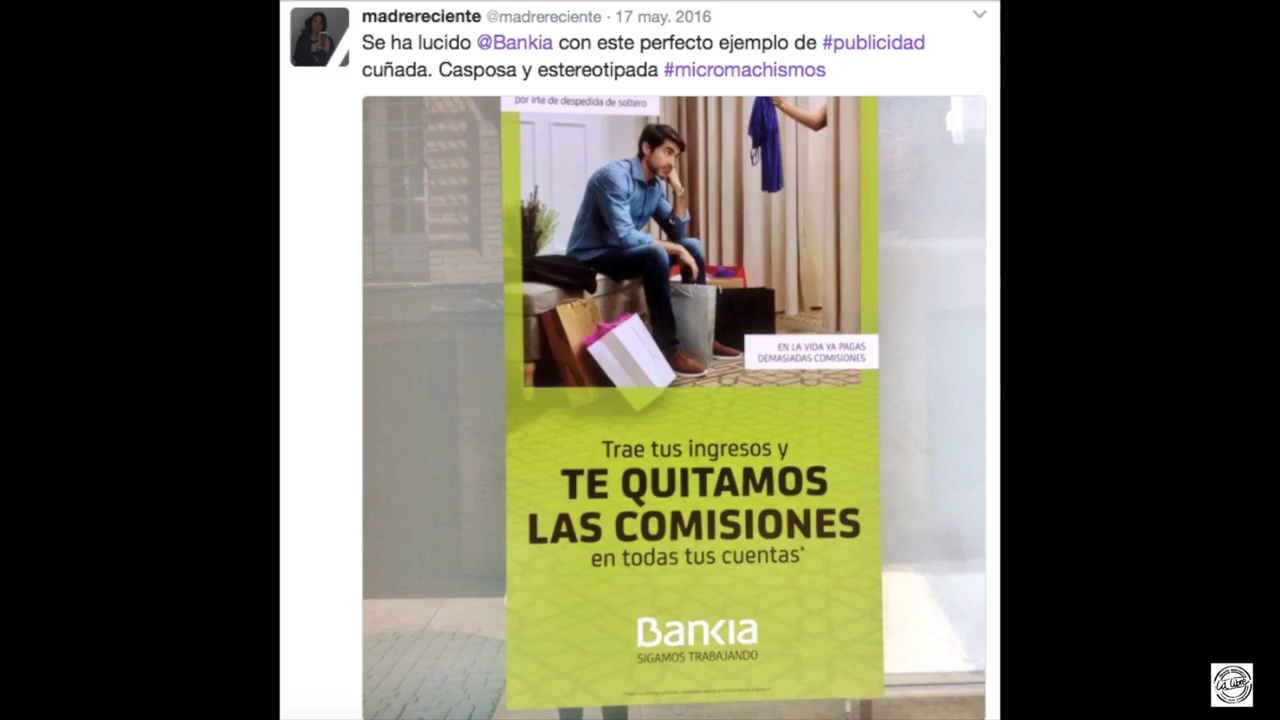 madrereciente @madrereciente · 17 may. 2016
Se ha lucido @Bankia con este perfecto ejemplo de #publicidad
cuñada. Casposa y estereotipada #micromachismos
por irte de despedida de soltero
EN LA VIDA YA PAGAS
DEMASIADAS COMISIONES
Trae tus ingresos y
TE QUITAMOS
LAS COMISIONES
en todas tus cuentas*
Bankia
SIGAMOS TRABAJANDO